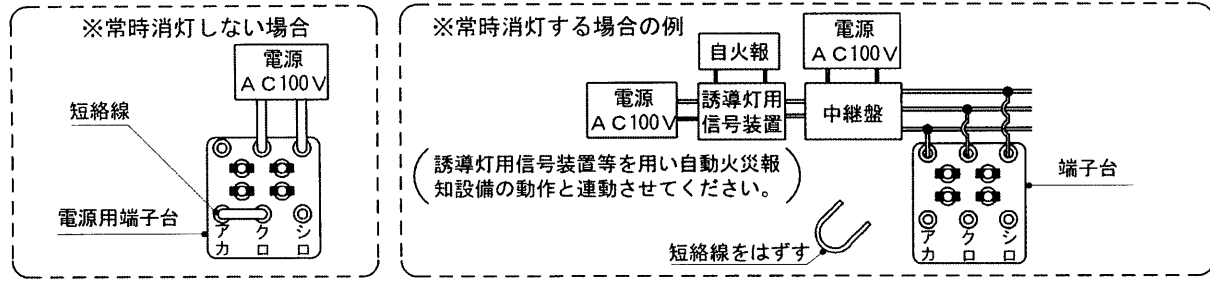 ※常時消灯しない場合
電源
AC100V
短絡線
電源用端子台
アカ
クロ
シロ
※常時消灯する場合の例
自火報
電源
AC100V
電源
AC100V
誘導灯用
信号装置
中継盤
(誘導灯用信号装置等を用い自動火災報
知設備の動作と連動させてください。)
端子台
短絡線をはずす
アカ
クロ
シロ